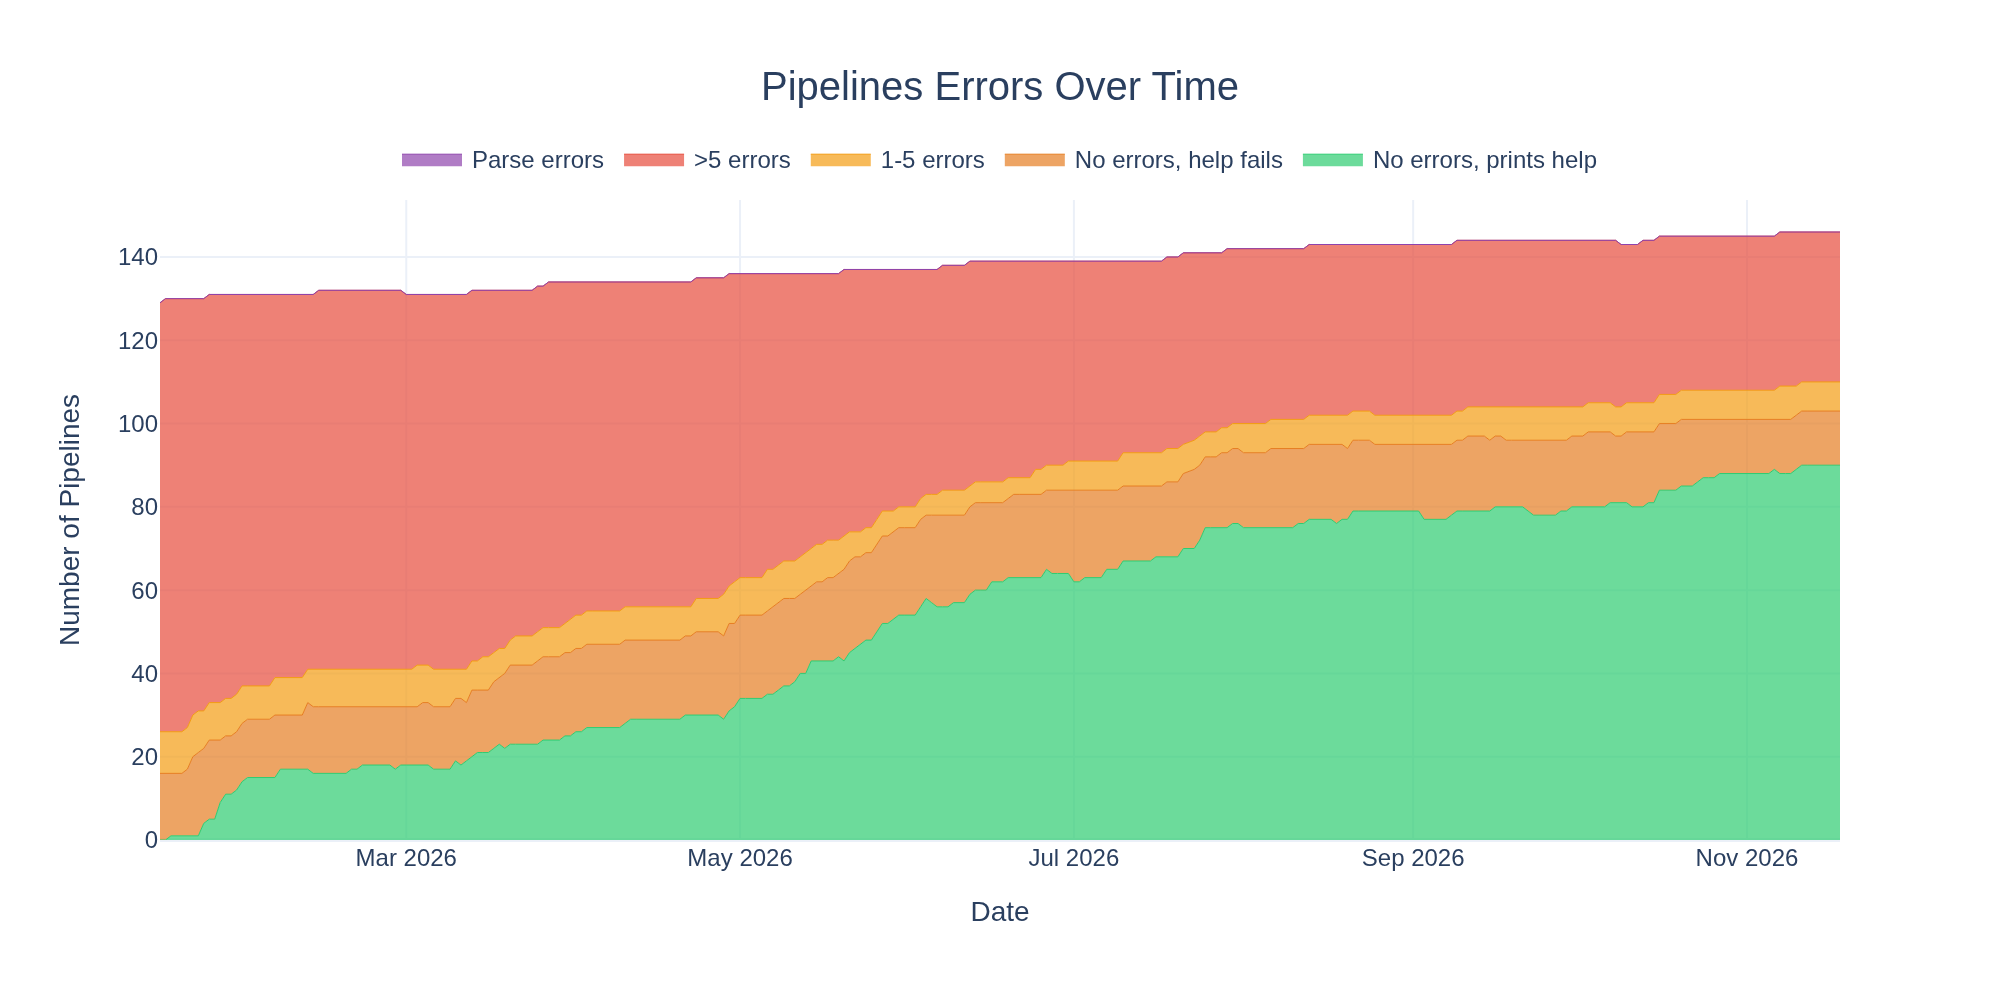 Pipelines Errors Over Time
Parse errors >5 errors 1-5 errors No errors, help fails No errors, prints help
Number of Pipelines
140
120
100
80
60
40
20
0
Mar 2026 May 2026 Jul 2026 Sep 2026 Nov 2026
Date